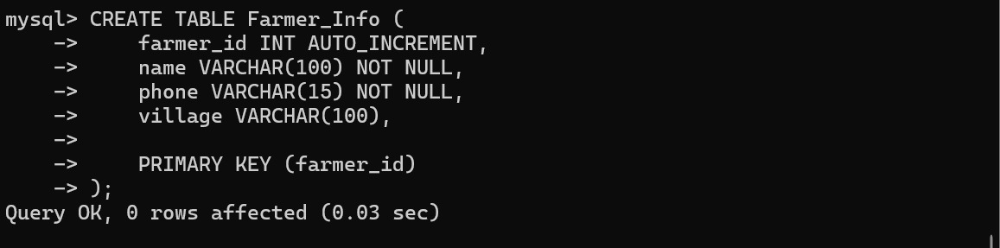 mysql> CREATE TABLE Farmer_Info (
    ->     farmer_id INT AUTO_INCREMENT,
    ->     name VARCHAR(100) NOT NULL,
    ->     phone VARCHAR(15) NOT NULL,
    ->     village VARCHAR(100),
    ->
    ->     PRIMARY KEY (farmer_id)
    -> );
Query OK, 0 rows affected (0.03 sec)